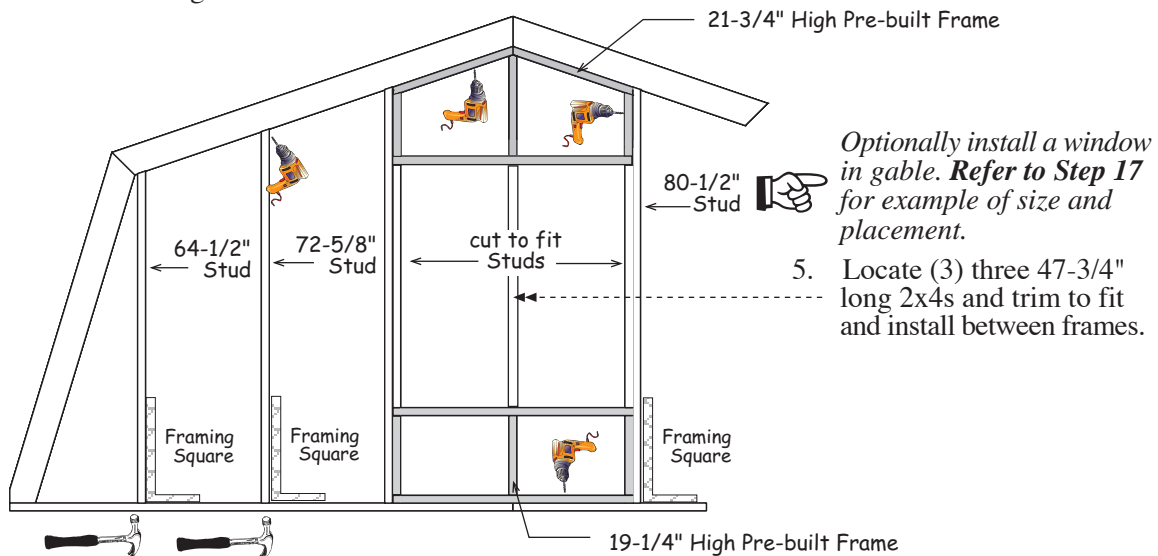 21-3/4" High Pre-built Frame
Optionally install a window
in gable. Refer to Step 17
for example of size and
placement.
80-1/2"
Stud
64-1/2"
Stud
72-5/8"
Stud
cut to fit
Studs
5. Locate (3) three 47-3/4"
long 2x4s and trim to fit
and install between frames.
Framing
Square
Framing
Square
Framing
Square
19-1/4" High Pre-built Frame